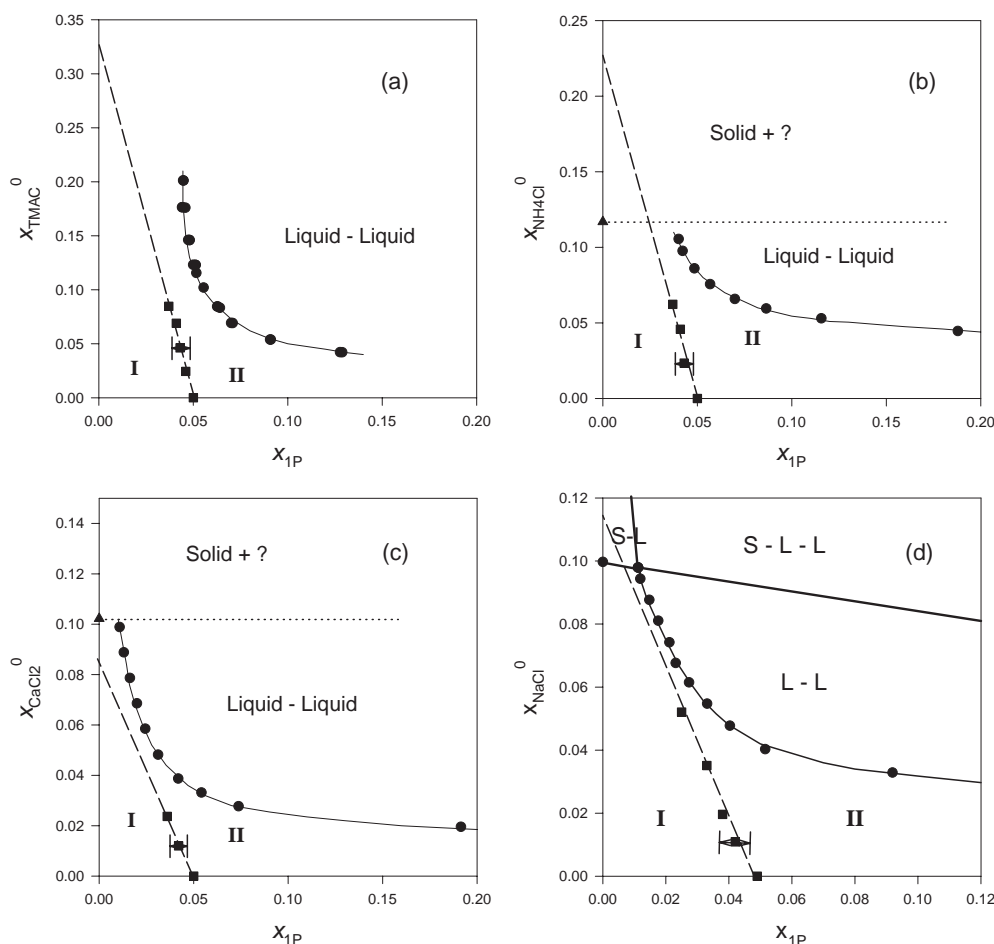 0.35
0.30
0.25
0.20
0.15
0.10
0.05
0.00
x_TMAC^0
(a)
Liquid - Liquid
I
II
0.00 0.05 0.10 0.15 0.20
x_1P
0.25
0.20
0.15
0.10
0.05
0.00
x_NH4Cl^0
(b)
Solid + ?
Liquid - Liquid
I
II
0.00 0.05 0.10 0.15 0.20
x_1P
0.14
0.12
0.10
0.08
0.06
0.04
0.02
0.00
x_CaCl2^0
Solid + ?
(c)
Liquid - Liquid
I
II
0.00 0.05 0.10 0.15 0.20
x_1P
0.12
0.10
0.08
0.06
0.04
0.02
0.00
x_NaCl^0
S-L
S - L - L
(d)
L - L
I
II
0.00 0.02 0.04 0.06 0.08 0.10 0.12
x_1P